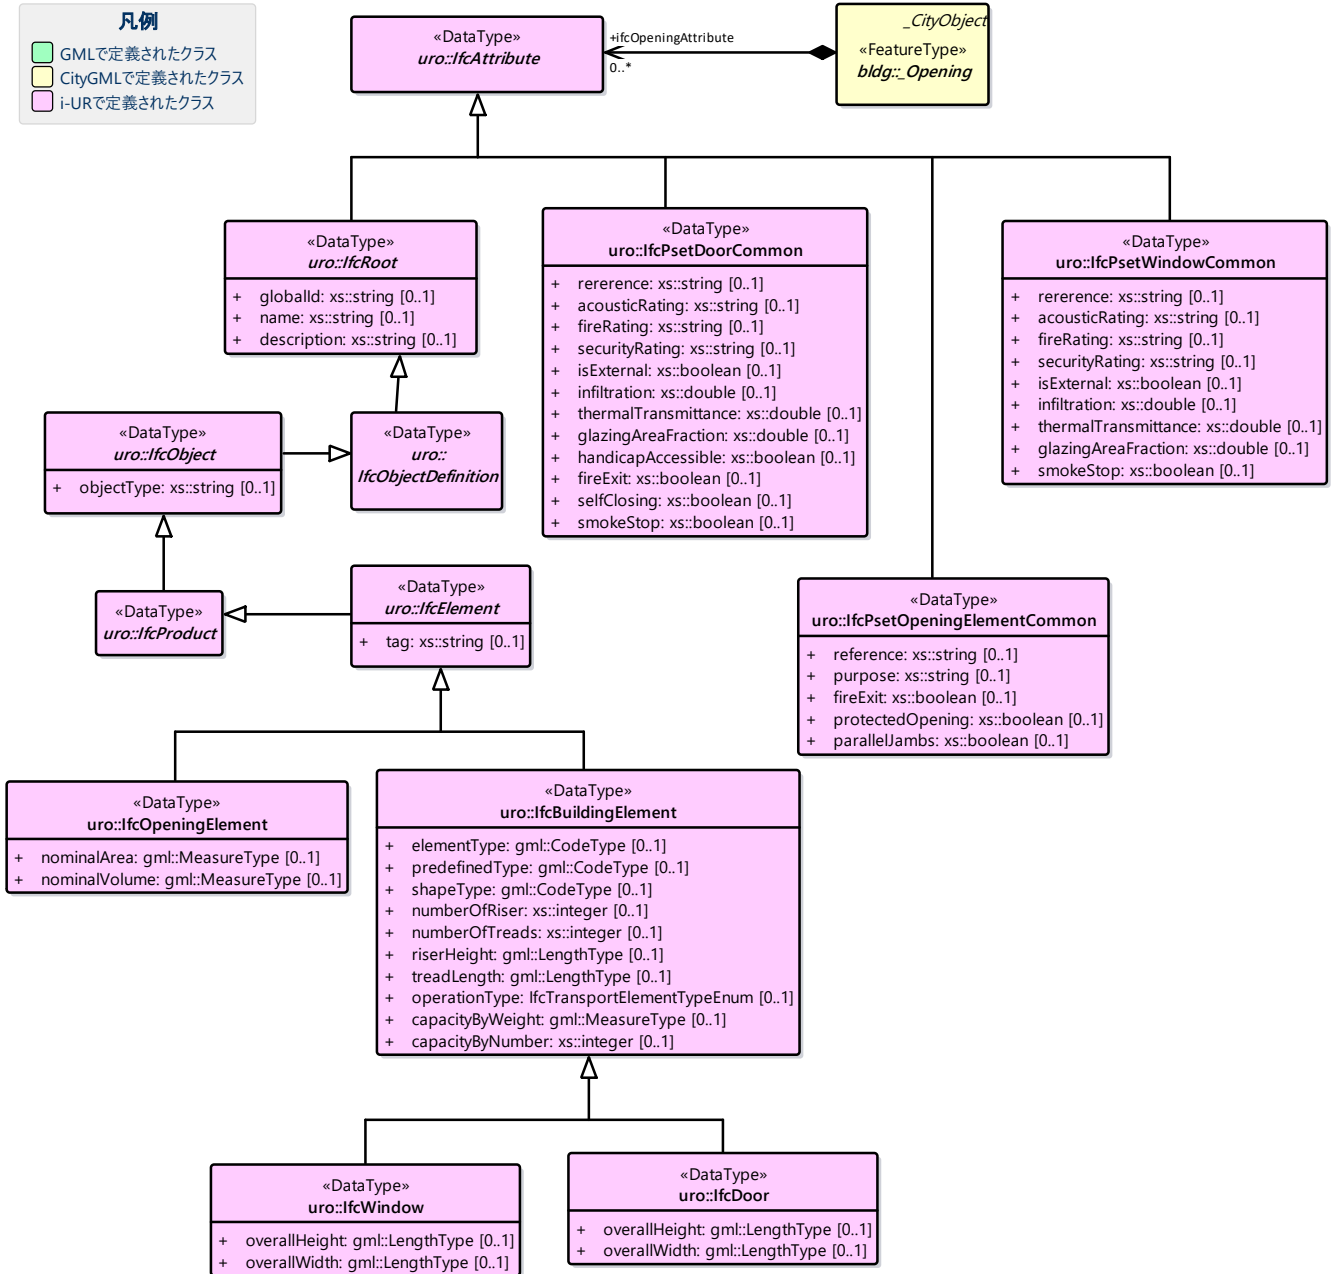 凡例
GMLで定義されたクラス
CityGMLで定義されたクラス
i-URで定義されたクラス
«DataType»
uro::IfcAttribute
+ifcOpeningAttribute
0..*
_CityObject
«FeatureType»
bldg::_Opening
«DataType»
uro::IfcRoot
+ globalId: xs::string [0..1]
+ name: xs::string [0..1]
+ description: xs::string [0..1]
«DataType»
uro::IfcPsetDoorCommon
+ rererence: xs::string [0..1]
+ acousticRating: xs::string [0..1]
+ fireRating: xs::string [0..1]
+ securityRating: xs::string [0..1]
+ isExternal: xs::boolean [0..1]
+ infiltration: xs::double [0..1]
+ thermalTransmittance: xs::double [0..1]
+ glazingAreaFraction: xs::double [0..1]
+ handicapAccessible: xs::boolean [0..1]
+ fireExit: xs::boolean [0..1]
+ selfClosing: xs::boolean [0..1]
+ smokeStop: xs::boolean [0..1]
«DataType»
uro::IfcPsetWindowCommon
+ rererence: xs::string [0..1]
+ acousticRating: xs::string [0..1]
+ fireRating: xs::string [0..1]
+ securityRating: xs::string [0..1]
+ isExternal: xs::boolean [0..1]
+ infiltration: xs::double [0..1]
+ thermalTransmittance: xs::double [0..1]
+ glazingAreaFraction: xs::double [0..1]
+ smokeStop: xs::boolean [0..1]
«DataType»
uro::IfcObject
+ objectType: xs::string [0..1]
«DataType»
uro::
IfcObjectDefinition
«DataType»
uro::IfcProduct
«DataType»
uro::IfcElement
+ tag: xs::string [0..1]
«DataType»
uro::IfcPsetOpeningElementCommon
+ reference: xs::string [0..1]
+ purpose: xs::string [0..1]
+ fireExit: xs::boolean [0..1]
+ protectedOpening: xs::boolean [0..1]
+ parallelJambs: xs::boolean [0..1]
«DataType»
uro::IfcOpeningElement
+ nominalArea: gml::MeasureType [0..1]
+ nominalVolume: gml::MeasureType [0..1]
«DataType»
uro::IfcBuildingElement
+ elementType: gml::CodeType [0..1]
+ predefinedType: gml::CodeType [0..1]
+ shapeType: gml::CodeType [0..1]
+ numberOfRiser: xs::integer [0..1]
+ numberOfTreads: xs::integer [0..1]
+ riserHeight: gml::LengthType [0..1]
+ treadLength: gml::LengthType [0..1]
+ operationType: IfcTransportElementTypeEnum [0..1]
+ capacityByWeight: gml::MeasureType [0..1]
+ capacityByNumber: xs::integer [0..1]
«DataType»
uro::IfcWindow
+ overallHeight: gml::LengthType [0..1]
+ overallWidth: gml::LengthType [0..1]
«DataType»
uro::IfcDoor
+ overallHeight: gml::LengthType [0..1]
+ overallWidth: gml::LengthType [0..1]